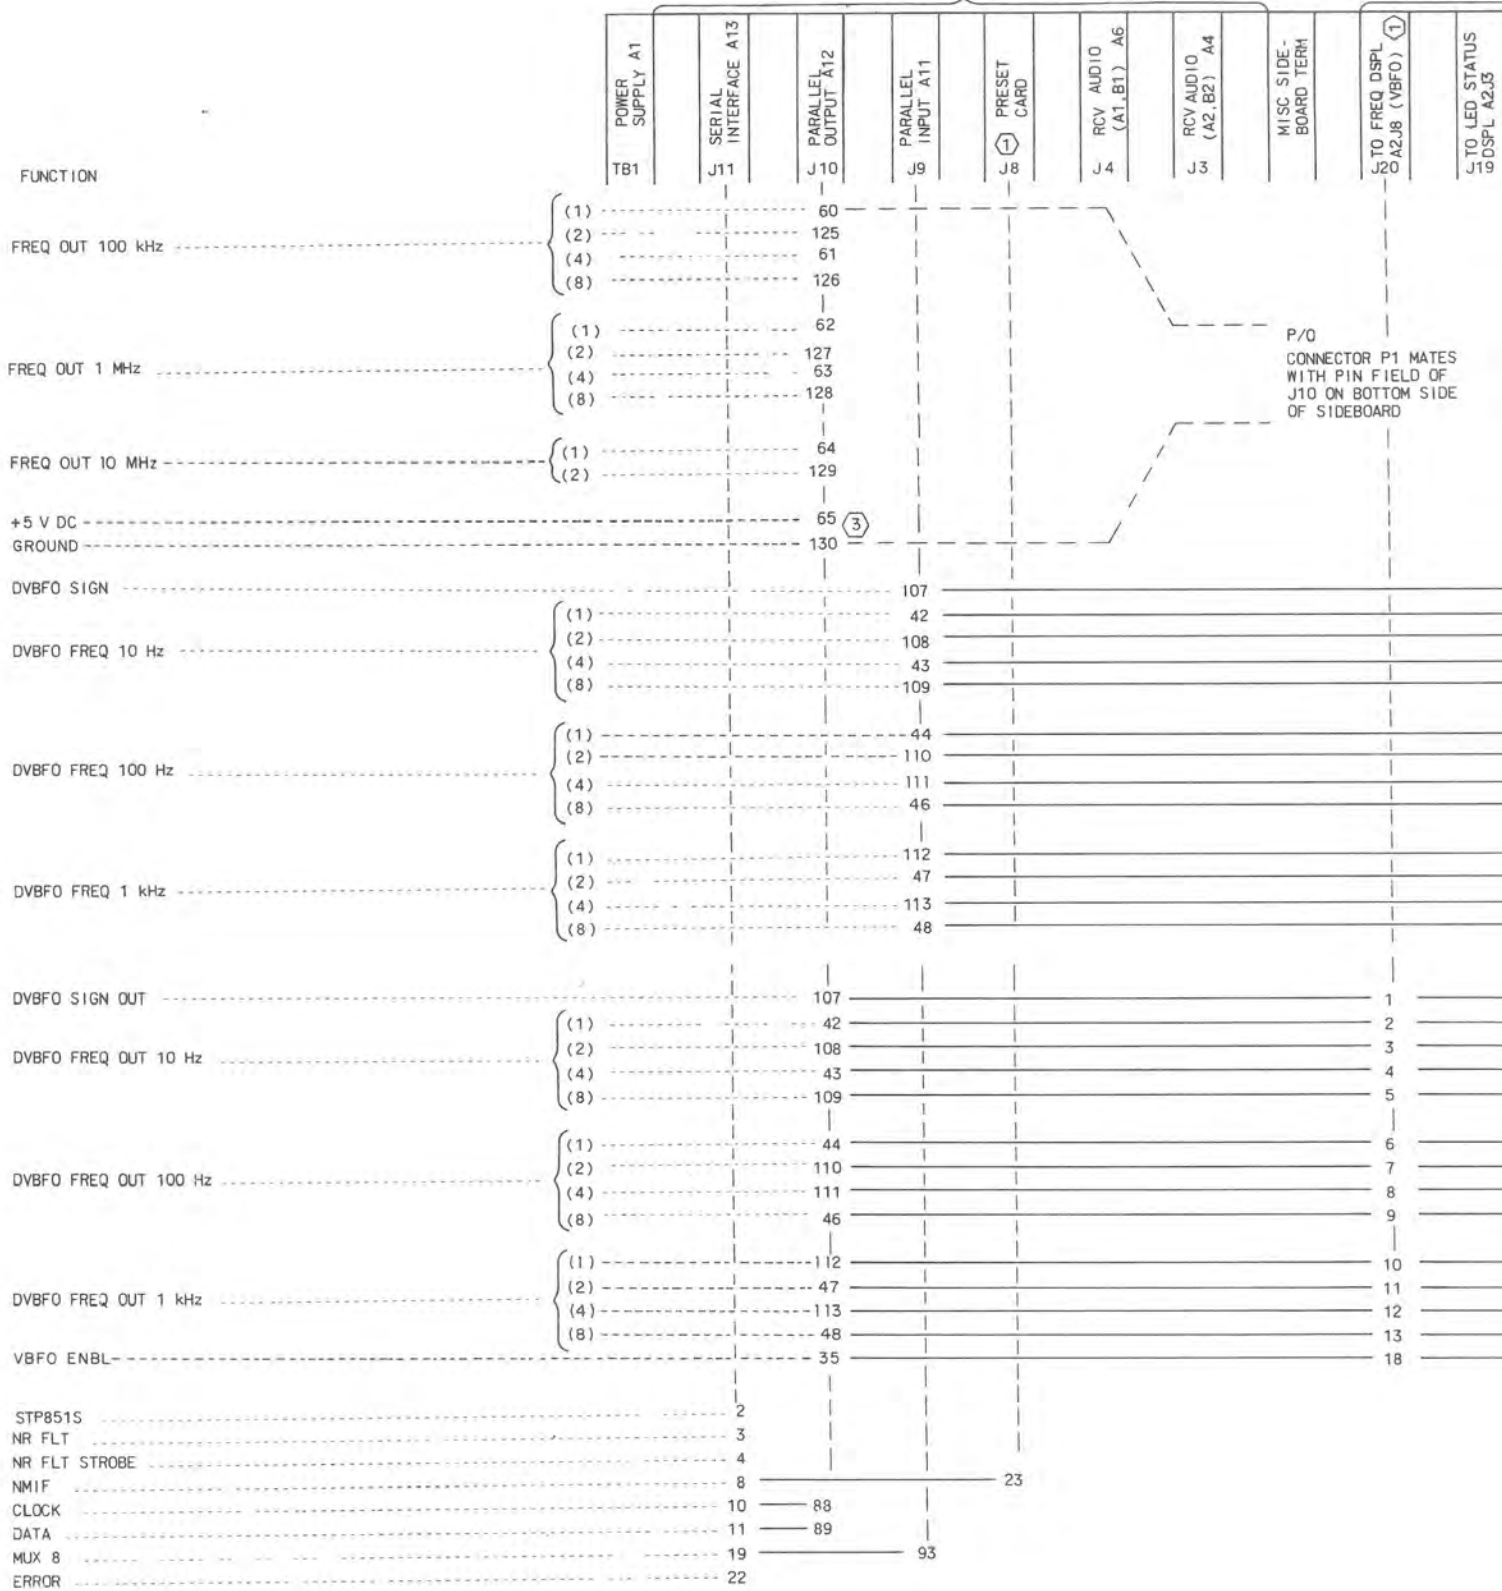 POWER SUPPLY A1
TB1
SERIAL INTERFACE A13
J11
PARALLEL OUTPUT A12
J10
PARALLEL INPUT A11
J9
1 PRESET CARD
J8
RCV AUDIO (A1,B1) A6
J4
RCV AUDIO (A2,B2) A4
J3
MISC SIDE-
BOARD TERM
TO FREQ DSPL
A2J8 (VBFO) 1
J20
TO LED STATUS
DSPL A2J3
J19
FUNCTION
FREQ OUT 100 kHz
(1) 60
(2) 125
(4) 61
(8) 126
FREQ OUT 1 MHz
(1) 62
(2) 127
(4) 63
(8) 128
P/O
CONNECTOR P1 MATES
WITH PIN FIELD OF
J10 ON BOTTOM SIDE
OF SIDEBOARD
FREQ OUT 10 MHz
(1) 64
(2) 129
+5 V DC 65 3
GROUND 130
DVBFO SIGN 107
DVBFO FREQ 10 Hz
(1) 42
(2) 108
(4) 43
(8) 109
DVBFO FREQ 100 Hz
(1) 44
(2) 110
(4) 111
(8) 46
DVBFO FREQ 1 kHz
(1) 112
(2) 47
(4) 113
(8) 48
DVBFO SIGN OUT 107 1
DVBFO FREQ OUT 10 Hz
(1) 42 2
(2) 108 3
(4) 43 4
(8) 109 5
DVBFO FREQ OUT 100 Hz
(1) 44 6
(2) 110 7
(4) 111 8
(8) 46 9
DVBFO FREQ OUT 1 kHz
(1) 112 10
(2) 47 11
(4) 113 12
(8) 48 13
VBFO ENBL 35 18
STP851S 2
NR FLT 3
NR FLT STROBE 4
NMIF 8 23
CLOCK 10 88
DATA 11 89
MUX 8 19 93
ERROR 22